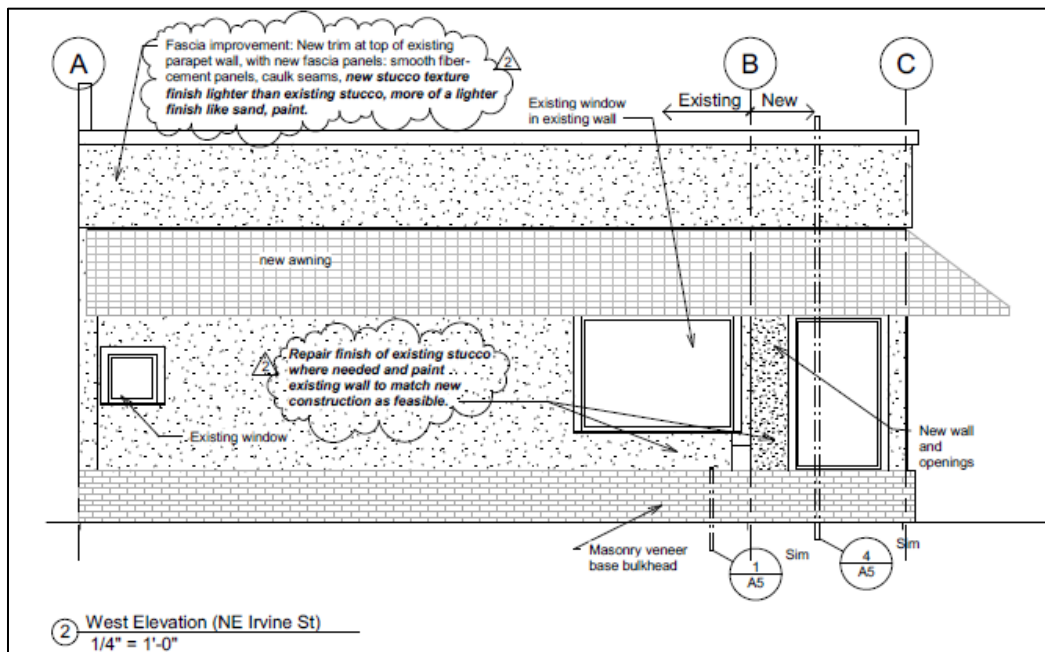 A
Fascia improvement: New trim at top of existing
parapet wall, with new fascia panels: smooth fiber-
cement panels, caulk seams, new stucco texture
finish lighter than existing stucco, more of a lighter
finish like sand, paint.
2
B
C
Existing window
in existing wall
Existing
New
new awning
2
Repair finish of existing stucco
where needed and paint
existing wall to match new
construction as feasible.
Existing window
New wall
and
openings
Masonry veneer
base bulkhead
1
A5
Sim
4
A5
Sim
2
West Elevation (NE Irvine St)
1/4" = 1'-0"